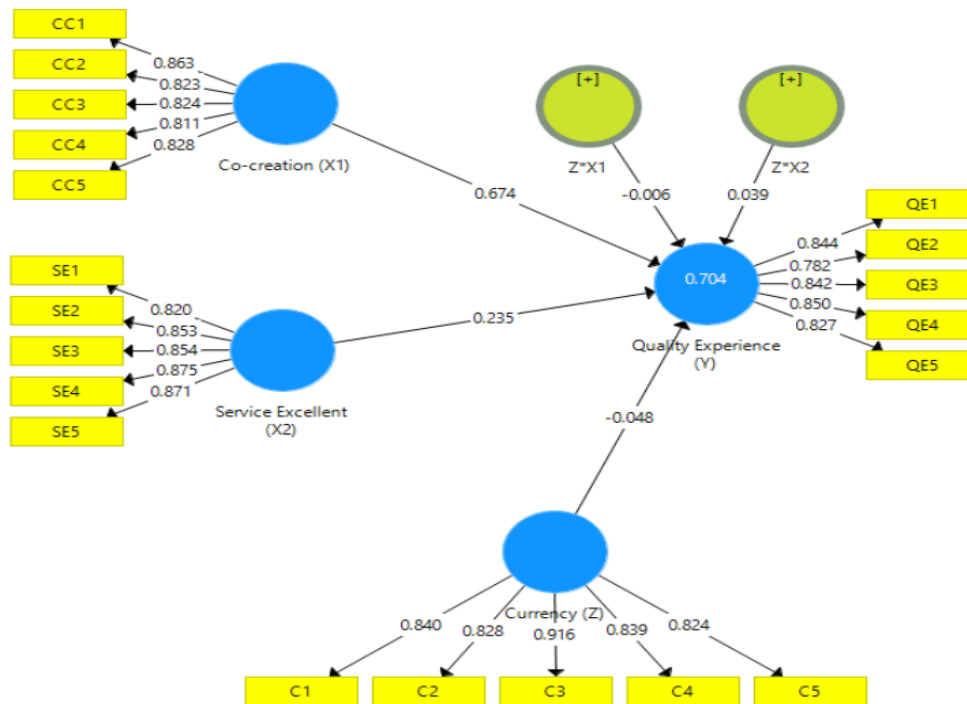 CC1
CC2
CC3
CC4
CC5
0.863
0.823
0.824
0.811
0.828
Co-creation (X1)
[+]
Z*X1
[+]
Z*X2
0.674
-0.006
0.039
SE1
SE2
SE3
SE4
SE5
0.820
0.853
0.854
0.875
0.871
Service Excellent
(X2)
0.235
0.704
Quality Experience
(Y)
0.844
0.782
0.842
0.850
0.827
QE1
QE2
QE3
QE4
QE5
-0.048
Currency (Z)
0.840
0.828
0.916
0.839
0.824
C1
C2
C3
C4
C5